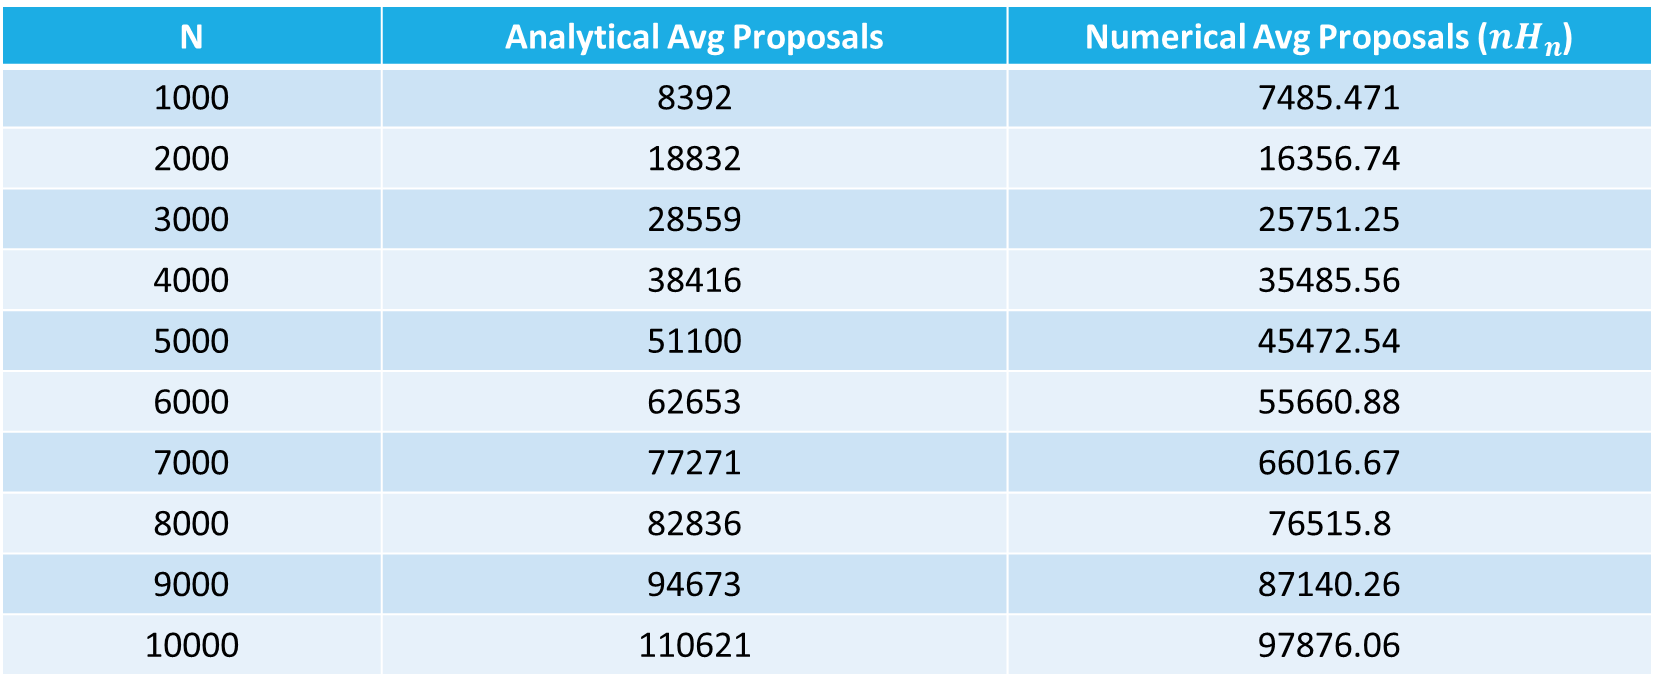 N Analytical Avg Proposals Numerical Avg Proposals (nHₙ)
1000 8392 7485.471
2000 18832 16356.74
3000 28559 25751.25
4000 38416 35485.56
5000 51100 45472.54
6000 62653 55660.88
7000 77271 66016.67
8000 82836 76515.8
9000 94673 87140.26
10000 110621 97876.06